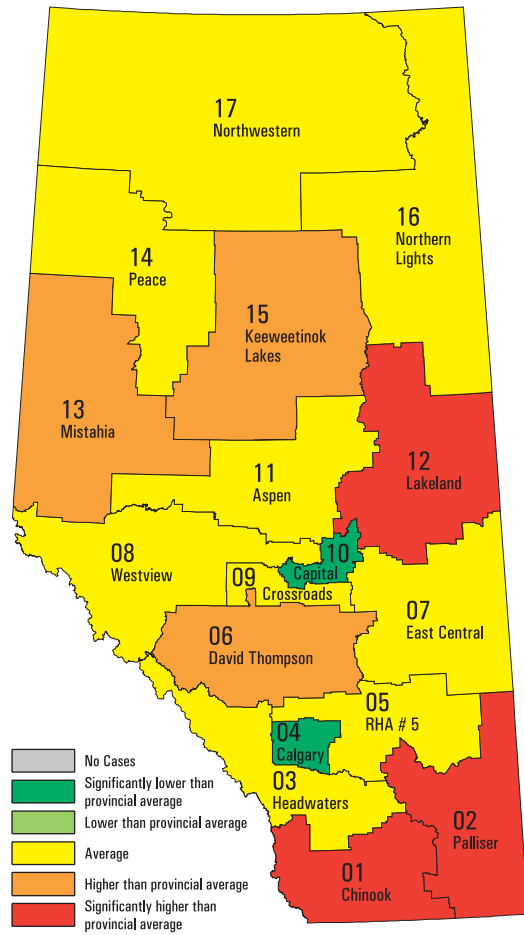 17
Northwestern
16
Northern
Lights
14
Peace
15
Keeweetinok
Lakes
13
Mistahia
12
Lakeland
11
Aspen
10
Capital
08
Westview
09
Crossroads
07
East Central
06
David Thompson
05
RHA # 5
04
Calgary
03
Headwaters
02
Palliser
01
Chinook
No Cases
Significantly lower than
provincial average
Lower than provincial average
Average
Higher than provincial average
Significantly higher than
provincial average